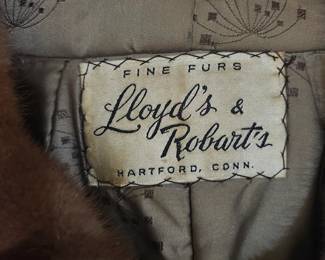 FINE FURS
Lloyd's &
Robart's
HARTFORD, CONN.